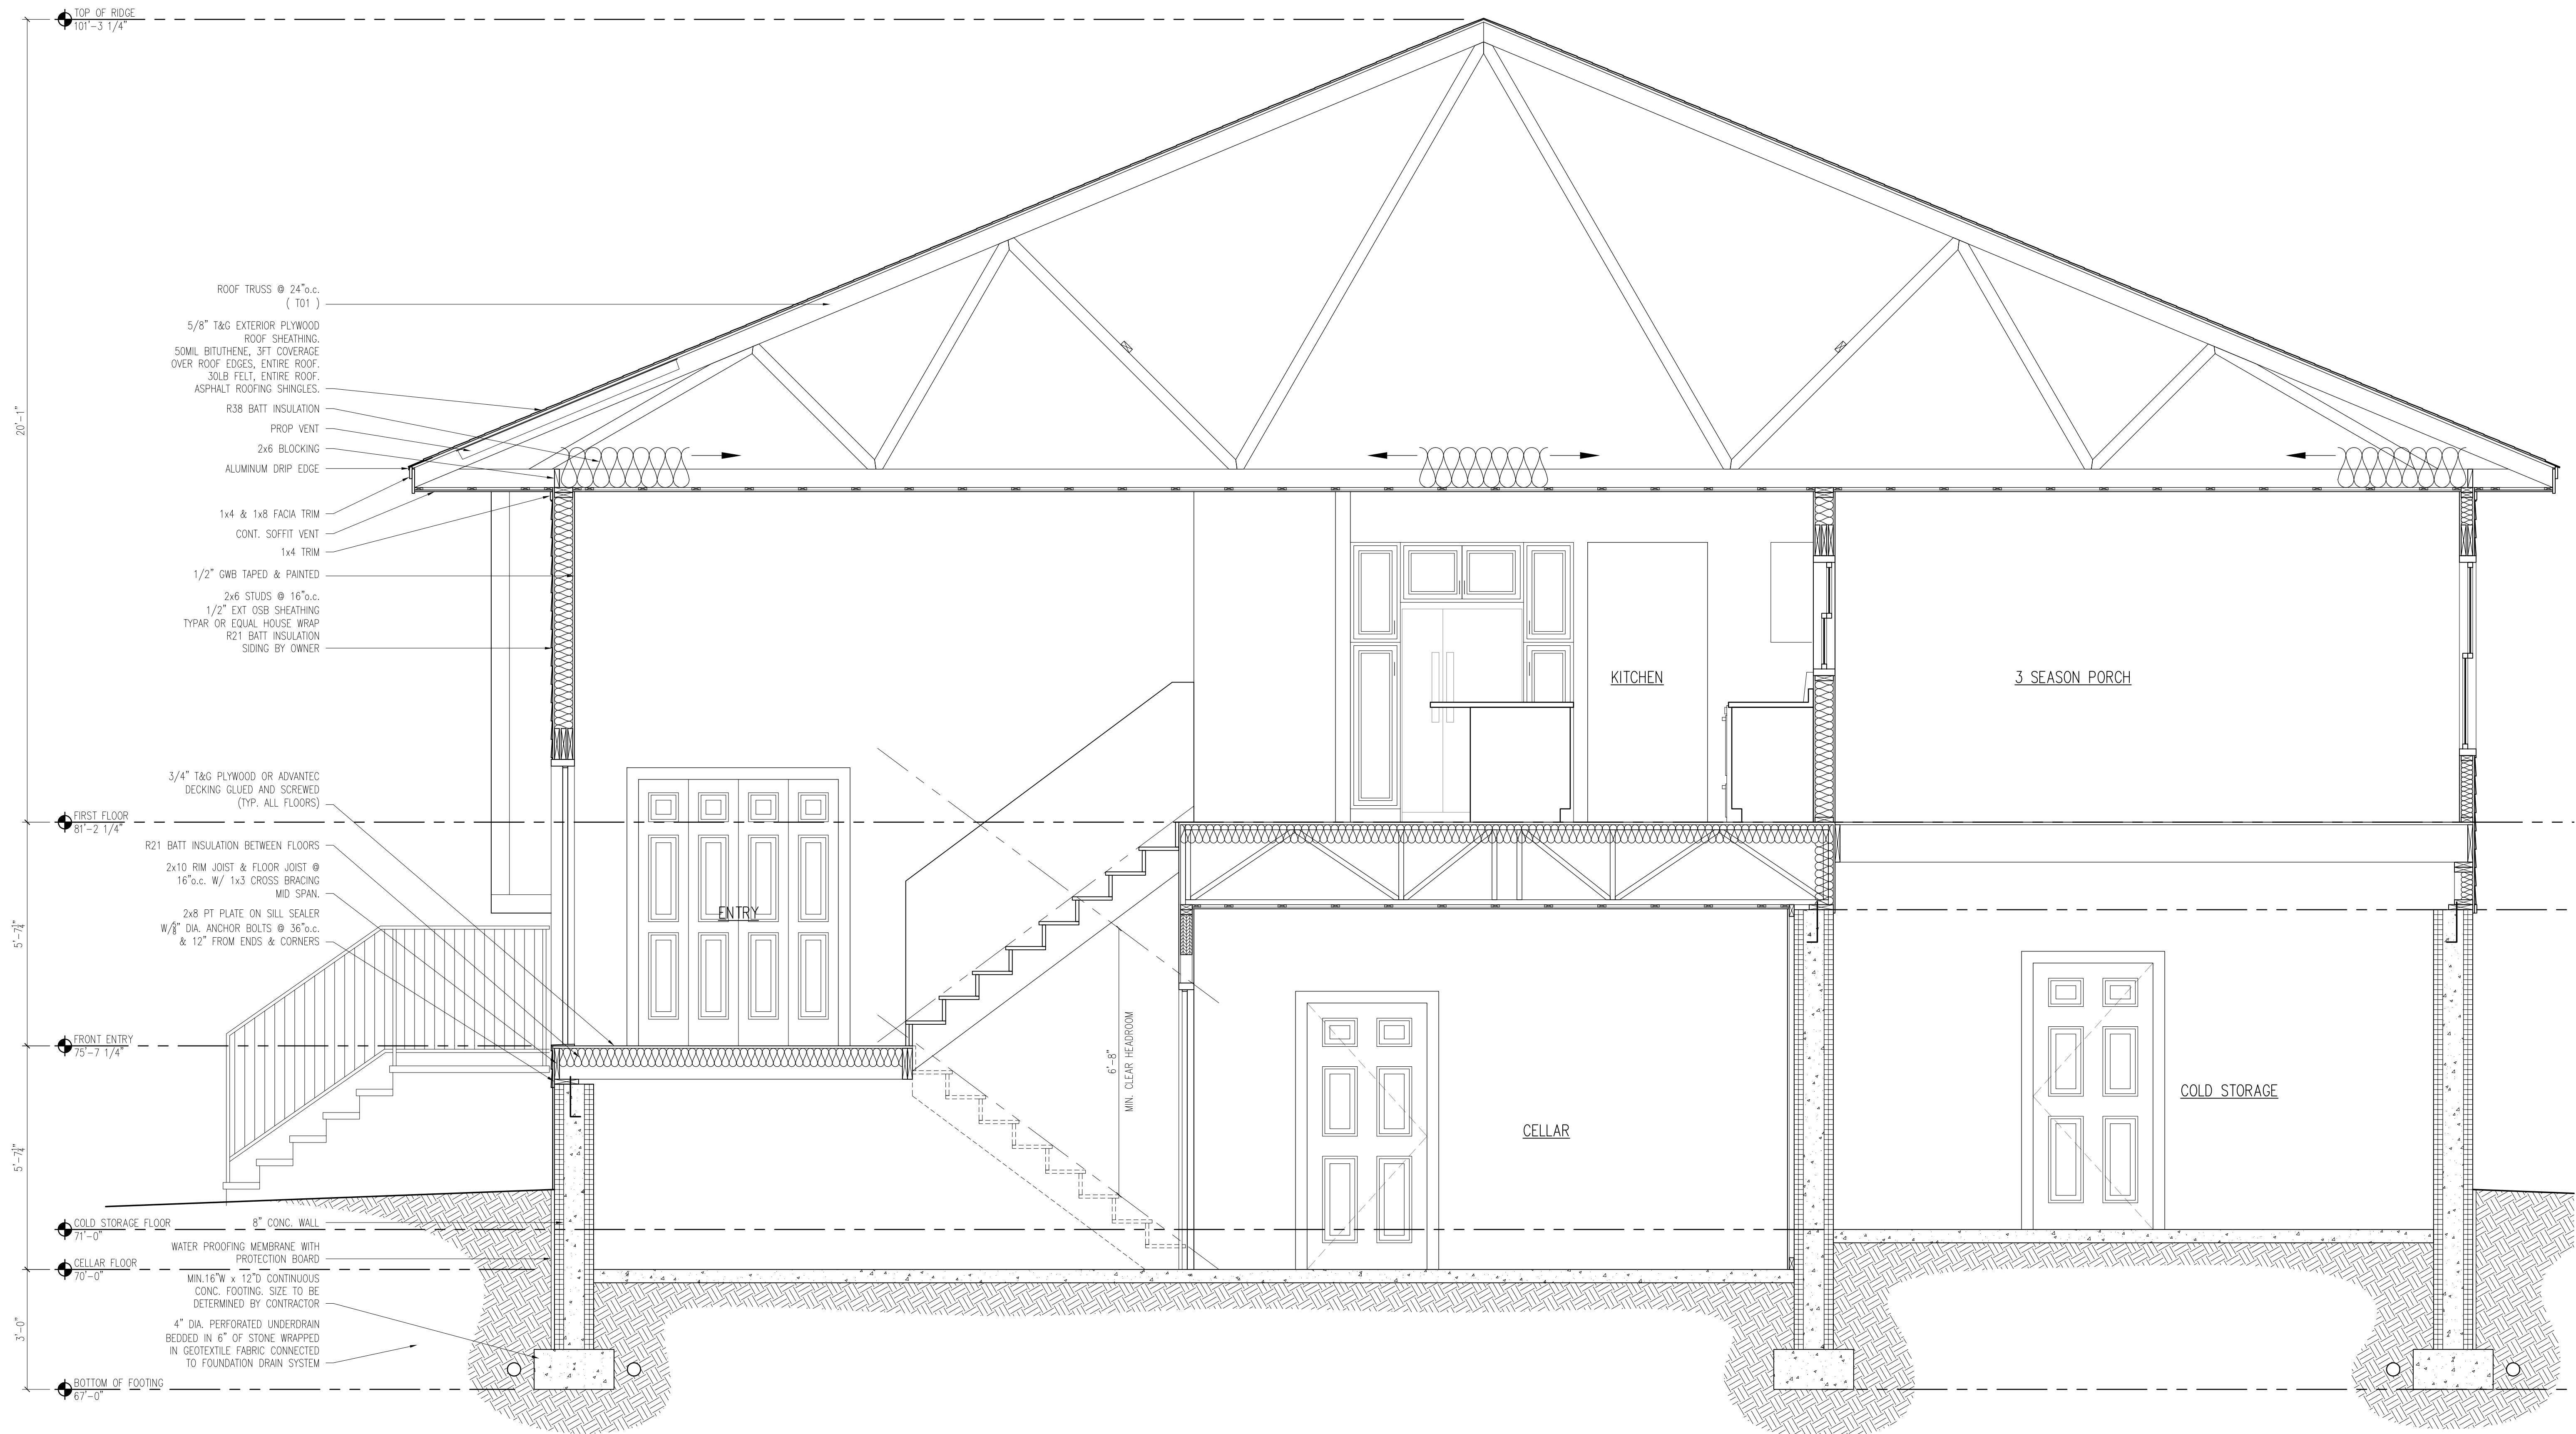 TOP OF RIDGE
101'-3 1/4"
ROOF TRUSS @ 24"o.c.
( T01 )
5/8" T&G EXTERIOR PLYWOOD
ROOF SHEATHING.
50MIL BITUTHENE, 3FT COVERAGE
OVER ROOF EDGES, ENTIRE ROOF.
30LB FELT, ENTIRE ROOF.
ASPHALT ROOFING SHINGLES.
R38 BATT INSULATION
PROP VENT
2x6 BLOCKING
ALUMINUM DRIP EDGE
1x4 & 1x8 FACIA TRIM
CONT. SOFFIT VENT
1x4 TRIM
1/2" GWB TAPED & PAINTED
2x6 STUDS @ 16"o.c.
1/2" EXT OSB SHEATHING
TYPAR OR EQUAL HOUSE WRAP
R21 BATT INSULATION
SIDING BY OWNER
20'-1"
KITCHEN
3 SEASON PORCH
3/4" T&G PLYWOOD OR ADVANTEC
DECKING GLUED AND SCREWED
(TYP. ALL FLOORS)
FIRST FLOOR
81'-2 1/4"
R21 BATT INSULATION BETWEEN FLOORS
2x10 RIM JOIST & FLOOR JOIST @
16"o.c. W/ 1x3 CROSS BRACING
MID SPAN.
2x8 PT PLATE ON SILL SEALER
W/5/8" DIA. ANCHOR BOLTS @ 36"o.c.
& 12" FROM ENDS & CORNERS
5'-7 1/4"
ENTRY
FRONT ENTRY
75'-7 1/4"
6'-8"
MIN. CLEAR HEADROOM
CELLAR
COLD STORAGE
5'-7 1/4"
COLD STORAGE FLOOR
71'-0"
8" CONC. WALL
WATER PROOFING MEMBRANE WITH
PROTECTION BOARD
CELLAR FLOOR
70'-0"
MIN.16"W x 12"D CONTINUOUS
CONC. FOOTING. SIZE TO BE
DETERMINED BY CONTRACTOR
4" DIA. PERFORATED UNDERDRAIN
BEDDED IN 6" OF STONE WRAPPED
IN GEOTEXTILE FABRIC CONNECTED
TO FOUNDATION DRAIN SYSTEM
3'-0"
BOTTOM OF FOOTING
67'-0"